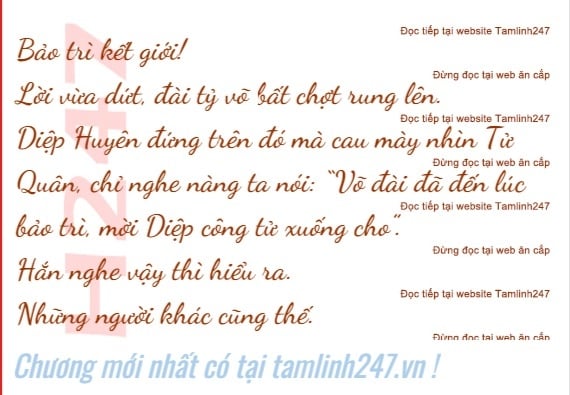 Đọc tiếp tại website Tamlinh247
Bảo trì kết giới!
Đừng đọc tại web ăn cắp
Lời vừa dứt, đài tỷ võ bất chợt rung lên.
Đọc tiếp tại website Tamlinh247
Diệp Huyên đứng trên đó mà cau mày nhìn Tử
Đừng đọc tại web ăn cắp
Quân, chỉ nghe nàng ta nói: “Võ đài đã đến lúc
Đọc tiếp tại website Tamlinh247
bảo trì, mời Diệp công tử xuống cho”.
Đừng đọc tại web ăn cắp
Hắn nghe vậy thì hiểu ra.
Đọc tiếp tại website Tamlinh247
Những người khác cũng thế.
Đừng đọc tại web ăn cắp
Chương mới nhất có tại tamlinh247.vn !
H247